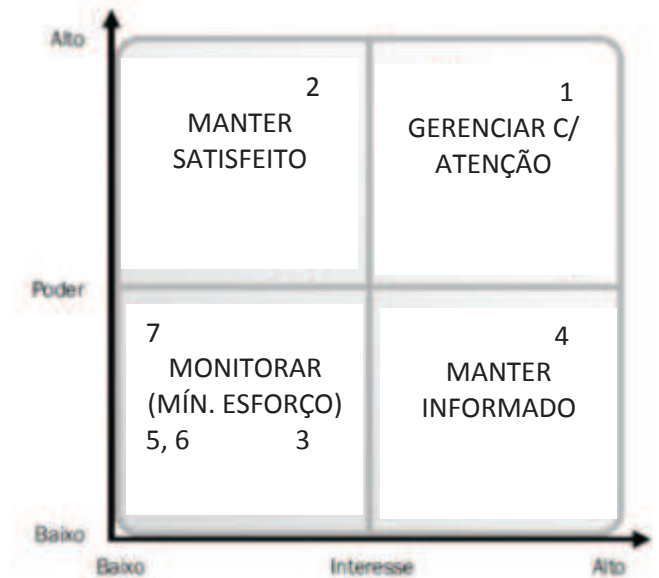 Alto
2
MANTER
SATISFEITO
1
GERENCIAR C/
ATENÇÃO
Poder
7
MONITORAR
(MÍN. ESFORÇO)
5, 6 3
4
MANTER
INFORMADO
Baixo
Baixo Interesse Alto